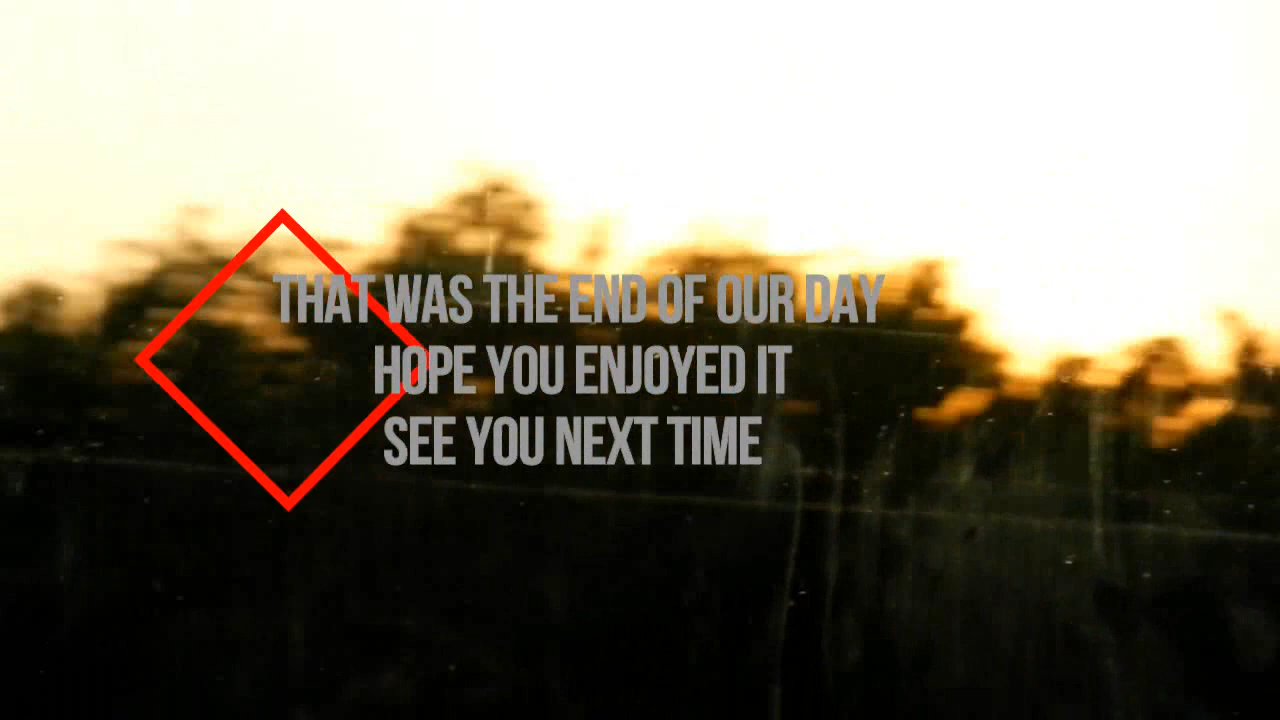 THAT WAS THE END OF OUR DAY
HOPE YOU ENJOYED IT
SEE YOU NEXT TIME